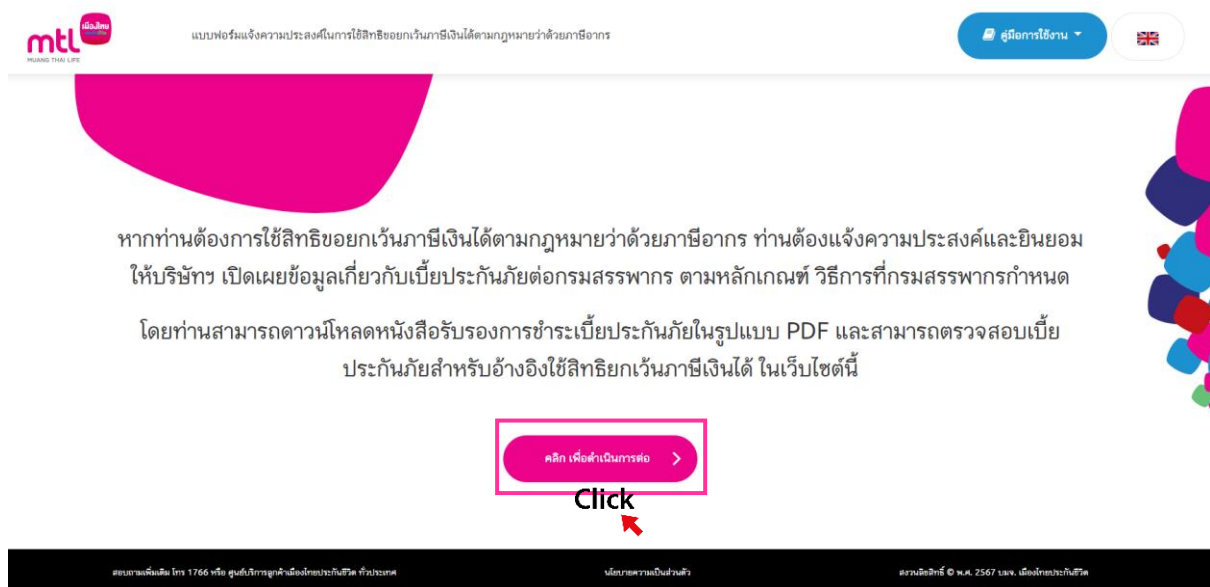 mtl เมืองไทย
MUANG THAI LIFE
แบบฟอร์มแจ้งความประสงค์ในการใช้สิทธิขอยกเว้นภาษีเงินได้ตามกฎหมายว่าด้วยภาษีอากร
คู่มือการใช้งาน
หากท่านต้องการใช้สิทธิขอยกเว้นภาษีเงินได้ตามกฎหมายว่าด้วยภาษีอากร ท่านต้องแจ้งความประสงค์และยินยอม
ให้บริษัทฯ เปิดเผยข้อมูลเกี่ยวกับเบี้ยประกันภัยต่อกรมสรรพากร ตามหลักเกณฑ์ วิธีการที่กรมสรรพากรกำหนด
โดยท่านสามารถดาวน์โหลดหนังสือรับรองการชำระเบี้ยประกันภัยในรูปแบบ PDF และสามารถตรวจสอบเบี้ย
ประกันภัยสำหรับอ้างอิงใช้สิทธิยกเว้นภาษีเงินได้ ในเว็บไซต์นี้
คลิก เพื่อดำเนินการต่อ
Click
สอบถามเพิ่มเติม โทร 1766 หรือ ศูนย์บริการลูกค้าเมืองไทยประกันชีวิต ทั่วประเทศ
นโยบายความเป็นส่วนตัว
สงวนลิขสิทธิ์ © พ.ศ. 2567 บมจ. เมืองไทยประกันชีวิต